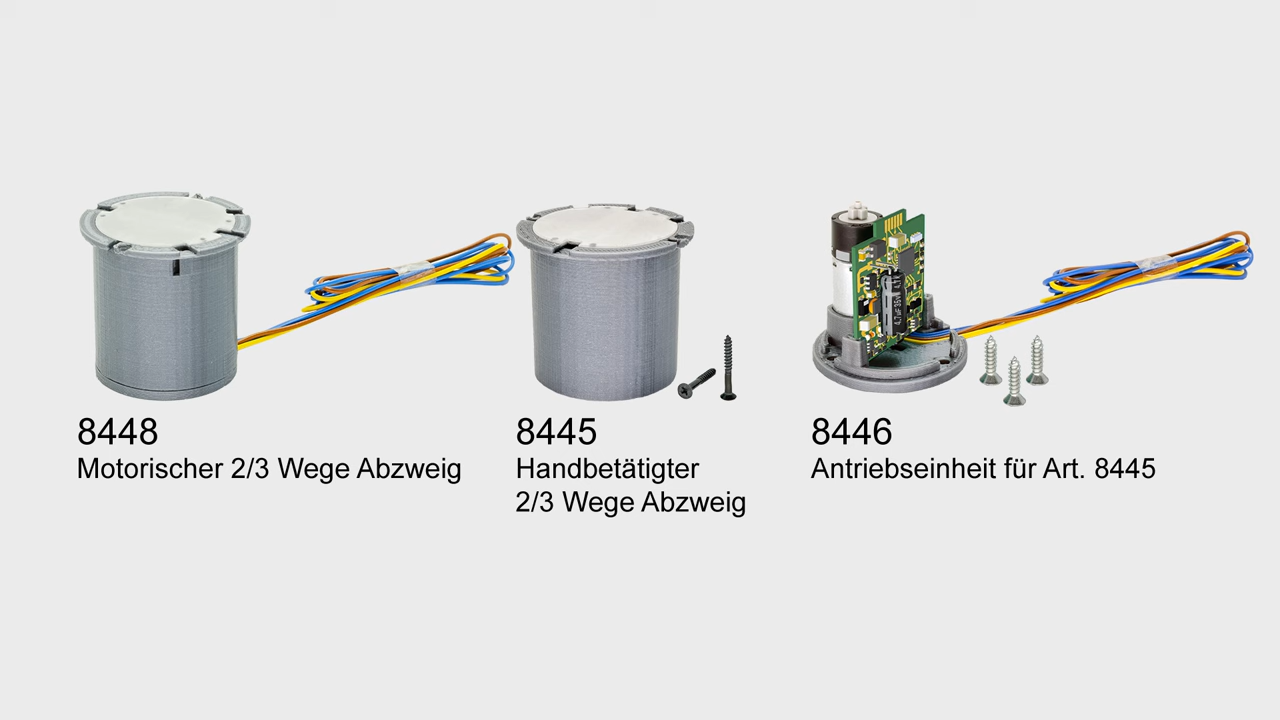 8448
Motorischer 2/3 Wege Abzweig
8445
Handbetätigter
2/3 Wege Abzweig
8446
Antriebseinheit für Art. 8445